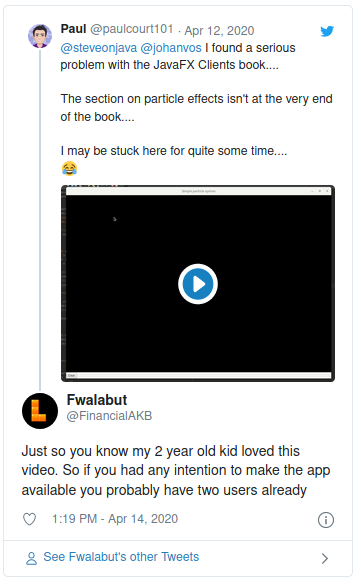 Paul @paulcourt101 · Apr 12, 2020
@steveonjava @johanvos I found a serious
problem with the JavaFX Clients book....
The section on particle effects isn't at the very end
of the book....
I may be stuck here for quite some time....
😂
Fwalabut
@FinancialAKB
Just so you know my 2 year old kid loved this
video. So if you had any intention to make the app
available you probably have two users already
1:19 PM - Apr 14, 2020
See Fwalabut's other Tweets